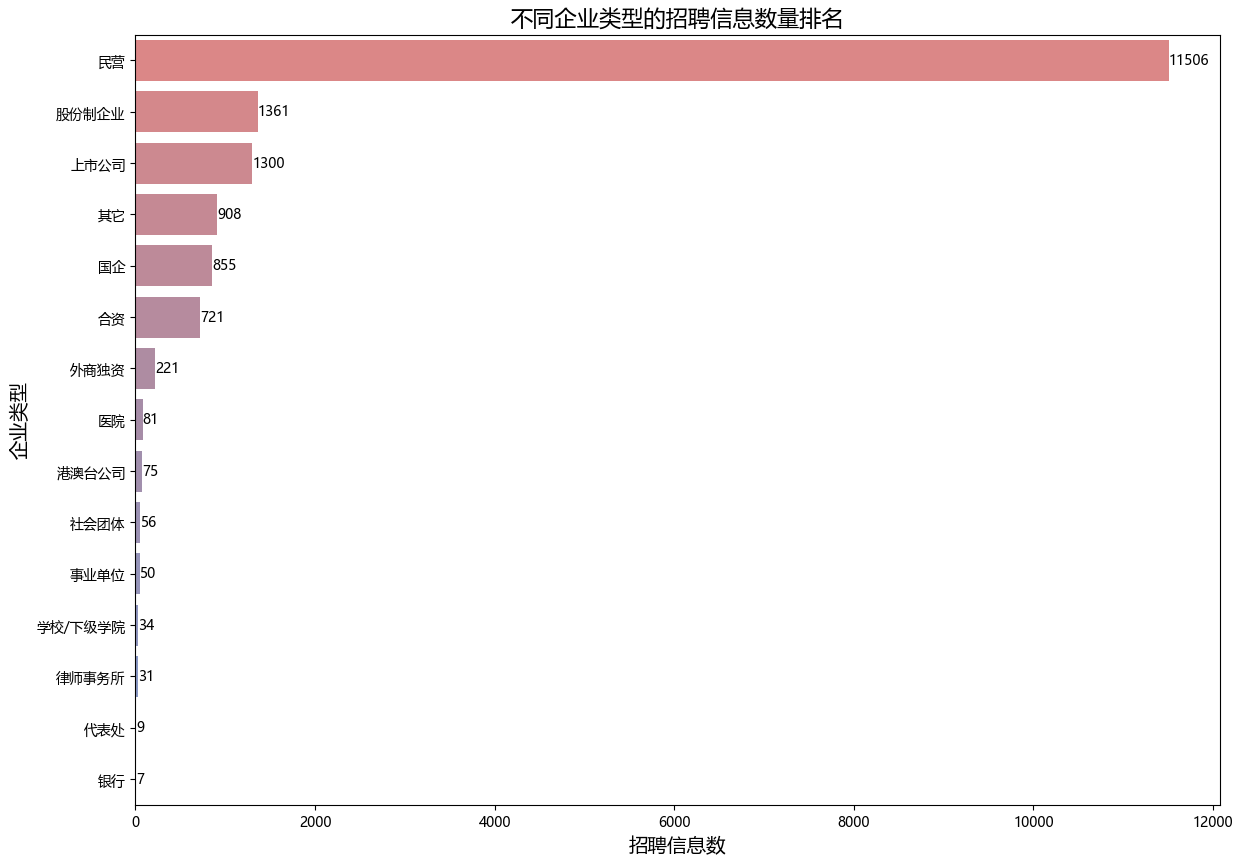 不同企业类型的招聘信息数量排名
企业类型
民营 11506
股份制企业 1361
上市公司 1300
其它 908
国企 855
合资 721
外商独资 221
医院 81
港澳台公司 75
社会团体 56
事业单位 50
学校/下级学院 34
律师事务所 31
代表处 9
银行 7
0 2000 4000 6000 8000 10000 12000
招聘信息数